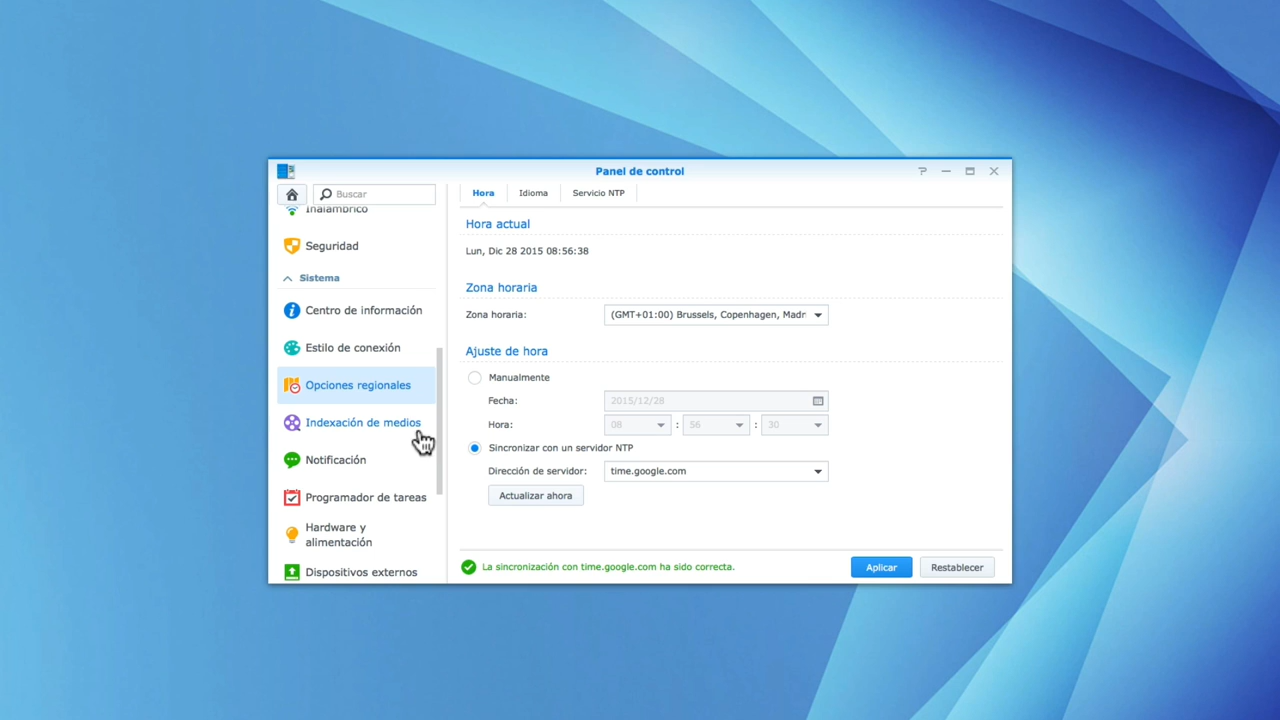 Panel de control
Buscar
Inalámbrico
Seguridad
Sistema
Centro de información
Estilo de conexión
Opciones regionales
Indexación de medios
Notificación
Programador de tareas
Hardware y
alimentación
Dispositivos externos
Hora
Idioma
Servicio NTP
Hora actual
Lun, Dic 28 2015 08:56:38
Zona horaria
Zona horaria:
(GMT+01:00) Brussels, Copenhagen, Madr
Ajuste de hora
Manualmente
Fecha:
2015/12/28
Hora:
08 : 56 : 30
Sincronizar con un servidor NTP
Dirección de servidor:
time.google.com
Actualizar ahora
La sincronización con time.google.com ha sido correcta.
Aplicar
Restablecer